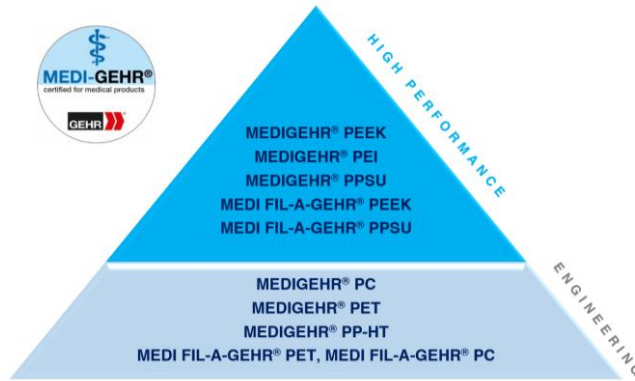 MEDI-GEHR®
certified for medical products
GEHR
HIGH PERFORMANCE
MEDIGEHR® PEEK
MEDIGEHR® PEI
MEDIGEHR® PPSU
MEDI FIL-A-GEHR® PEEK
MEDI FIL-A-GEHR® PPSU
ENGINEERING
MEDIGEHR® PC
MEDIGEHR® PET
MEDIGEHR® PP-HT
MEDI FIL-A-GEHR® PET, MEDI FIL-A-GEHR® PC